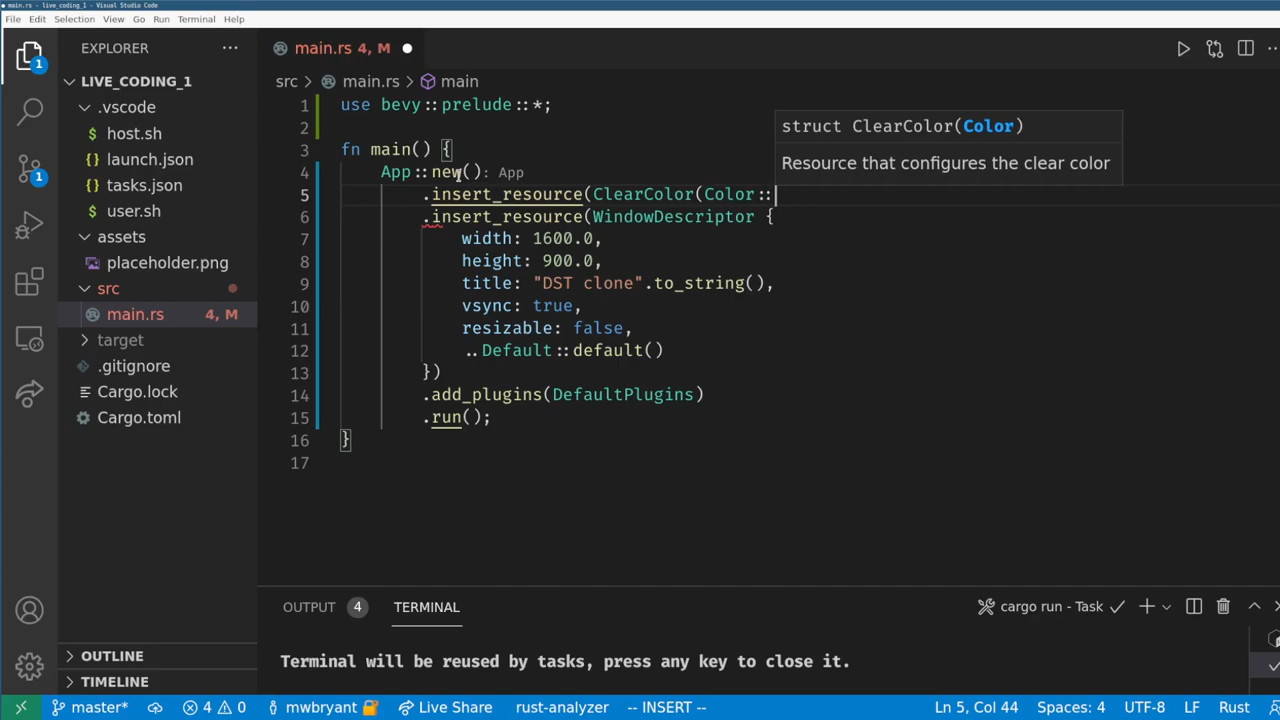 main.rs - live_coding_1 - Visual Studio Code
File Edit Selection View Go Run Terminal Help
EXPLORER ···
main.rs 4, M
LIVE_CODING_1
.vscode
$ host.sh
{} launch.json
{} tasks.json
$ user.sh
assets
placeholder.png
src
main.rs 4, M
target
.gitignore
Cargo.lock
Cargo.toml
OUTLINE
TIMELINE
1
1
src > main.rs > main
1 use bevy::prelude::*;
2
3 fn main() {
4 App::new(): App
5 .insert_resource(ClearColor(Color::
6 .insert_resource(WindowDescriptor {
7 width: 1600.0,
8 height: 900.0,
9 title: "DST clone".to_string(),
10 vsync: true,
11 resizable: false,
12 ..Default::default()
13 })
14 .add_plugins(DefaultPlugins)
15 .run();
16 }
17
struct ClearColor(Color)
Resource that configures the clear color
OUTPUT 4 TERMINAL
cargo run - Task
Terminal will be reused by tasks, press any key to close it.
master* 4 0 mwbryant Live Share rust-analyzer -- INSERT -- Ln 5, Col 44 Spaces: 4 UTF-8 LF Rust